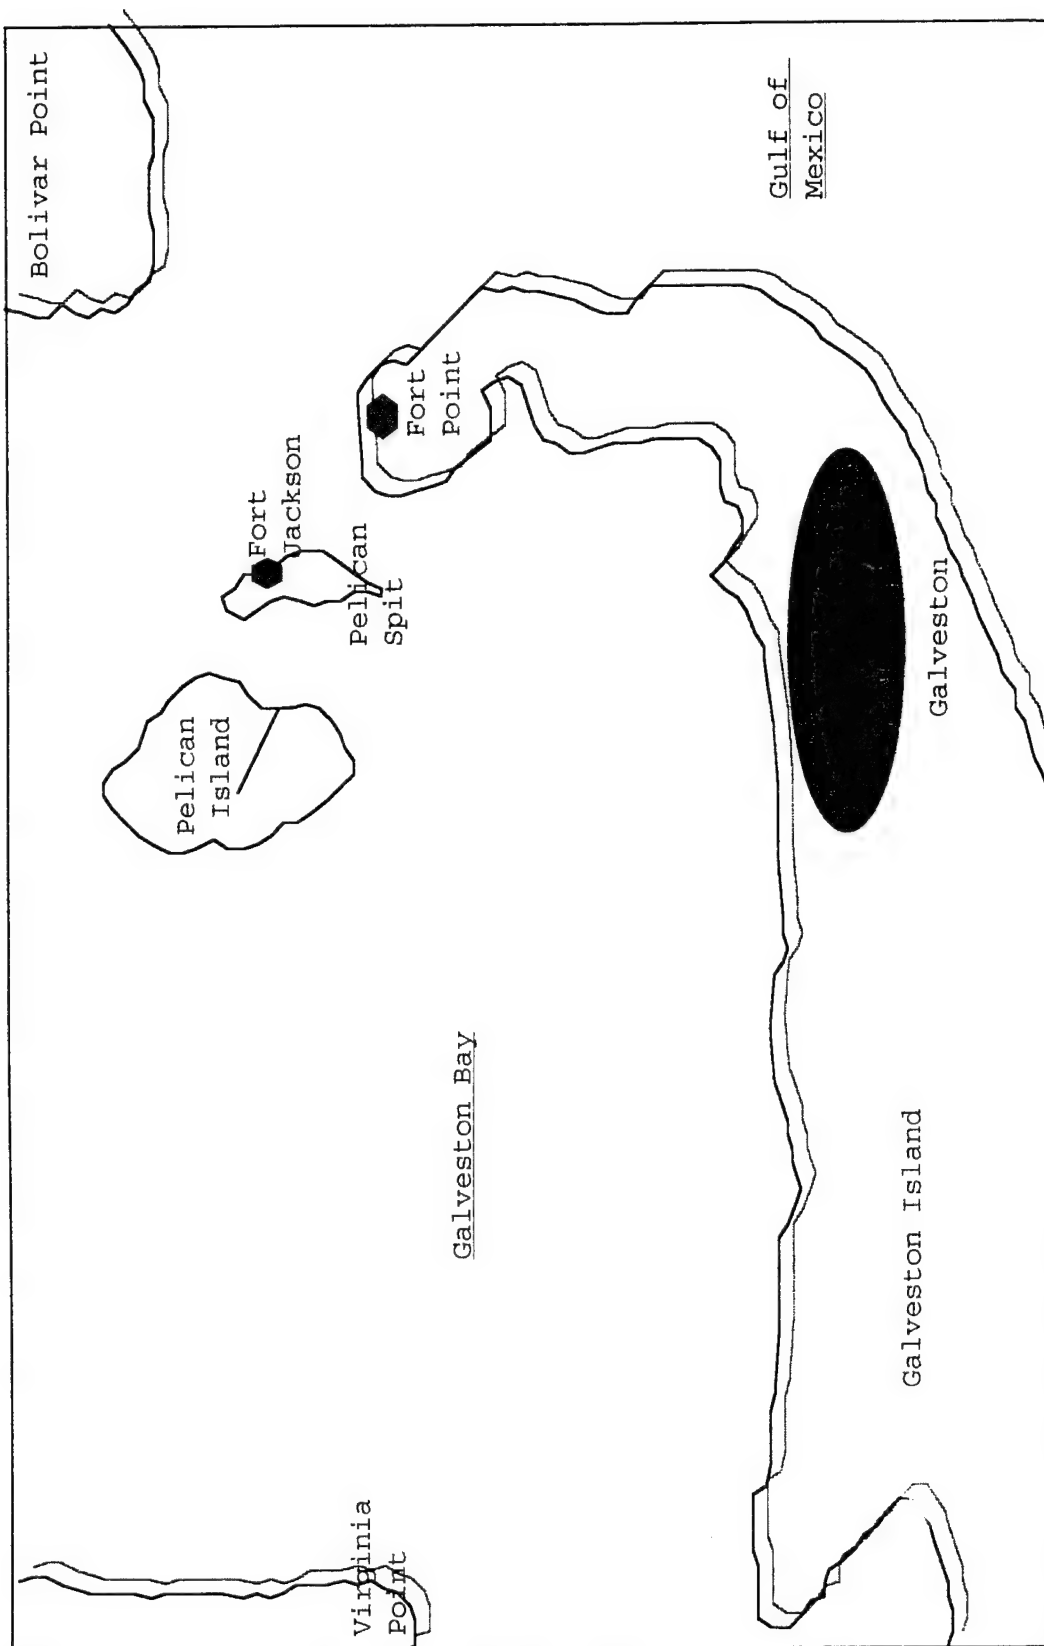 Bolivar Point
Gulf of
Mexico
Fort
Point
Fort
Jackson
Pelican
Spit
Pelican
Island
Galveston
Galveston Bay
Galveston Island
Virginia
Point